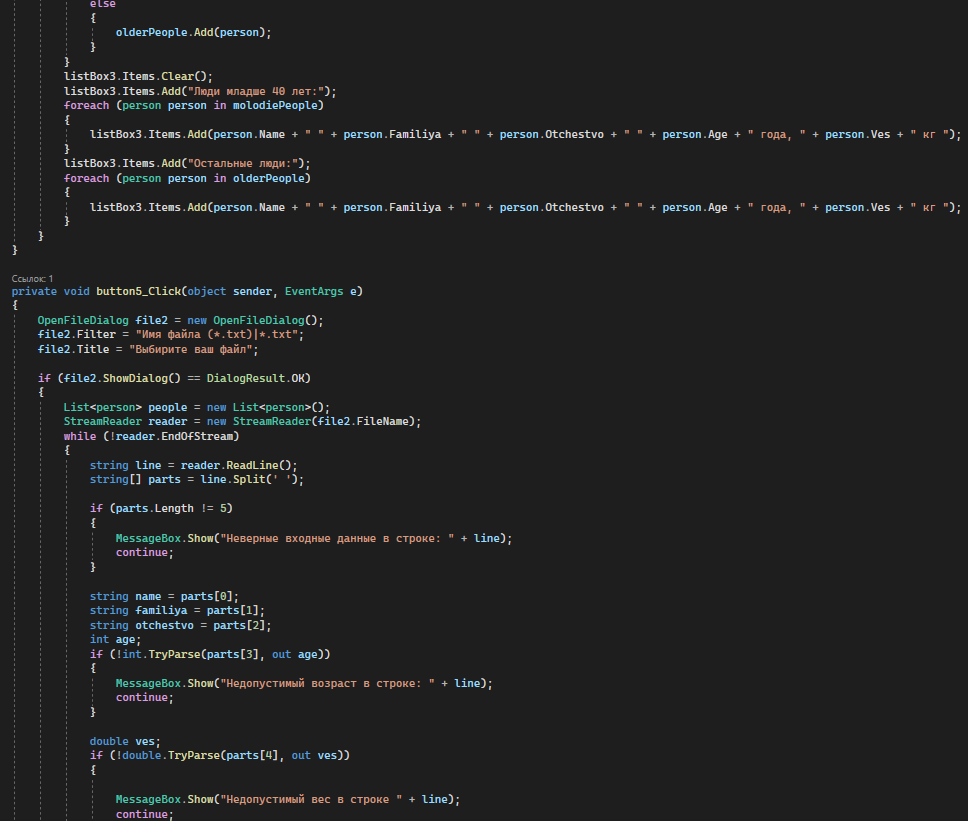 else
{
olderPeople.Add(person);
}
}
listBox3.Items.Clear();
listBox3.Items.Add("Люди младше 40 лет:");
foreach (person person in molodiePeople)
{
listBox3.Items.Add(person.Name + " " + person.Familiya + " " + person.Otchestvo + " " + person.Age + " года, " + person.Ves + " кг ");
}
listBox3.Items.Add("Остальные люди:");
foreach (person person in olderPeople)
{
listBox3.Items.Add(person.Name + " " + person.Familiya + " " + person.Otchestvo + " " + person.Age + " года, " + person.Ves + " кг ");
}
}
}
Ссылок: 1
private void button5_Click(object sender, EventArgs e)
{
OpenFileDialog file2 = new OpenFileDialog();
file2.Filter = "Имя файла (*.txt)|*.txt";
file2.Title = "Выбирите ваш файл";
if (file2.ShowDialog() == DialogResult.OK)
{
List<person> people = new List<person>();
StreamReader reader = new StreamReader(file2.FileName);
while (!reader.EndOfStream)
{
string line = reader.ReadLine();
string[] parts = line.Split(' ');
if (parts.Length != 5)
{
MessageBox.Show("Неверные входные данные в строке: " + line);
continue;
}
string name = parts[0];
string familiya = parts[1];
string otchestvo = parts[2];
int age;
if (!int.TryParse(parts[3], out age))
{
MessageBox.Show("Недопустимый возраст в строке: " + line);
continue;
}
double ves;
if (!double.TryParse(parts[4], out ves))
{
MessageBox.Show("Недопустимый вес в строке " + line);
continue;